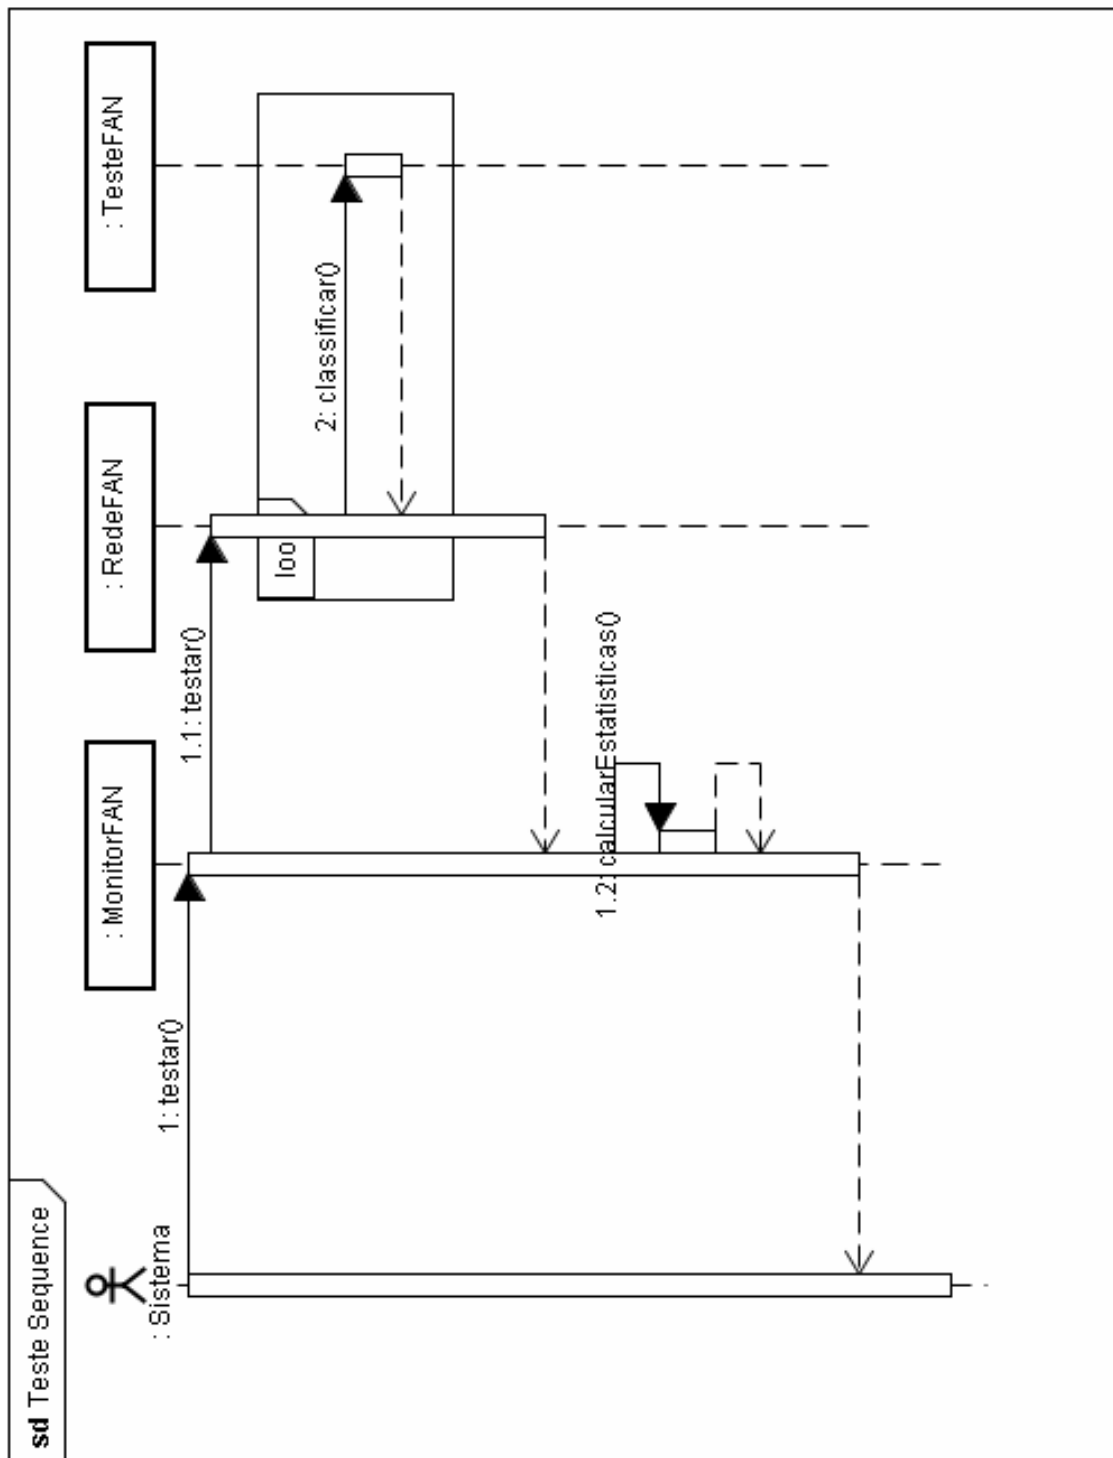 sd Teste Sequence
: Sistema
: MonitorFAN
: RedeFAN
: TesteFAN
1: testar()
1.1: testar()
loo
2: classificar()
1.2: calcularEstatisticas()